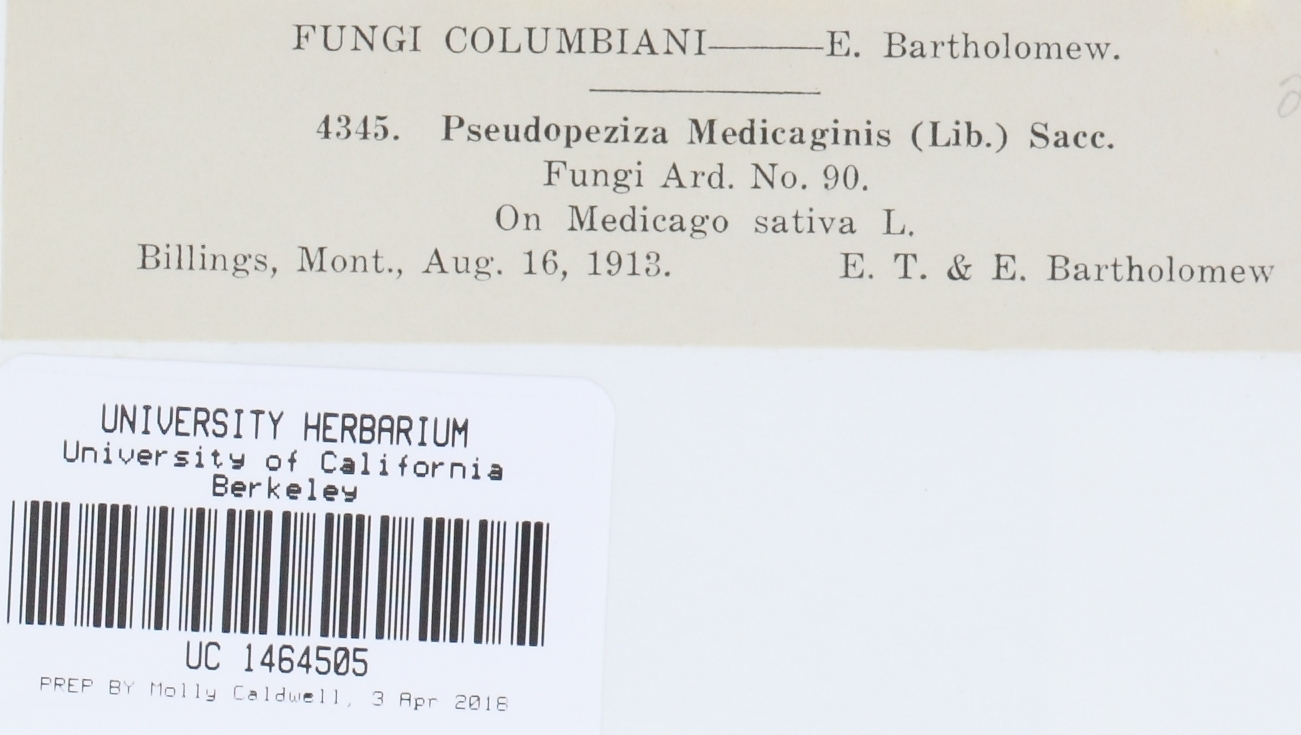 FUNGI COLUMBIANI———E. Bartholomew.
4345. Pseudopeziza Medicaginis (Lib.) Sacc.
Fungi Ard. No. 90.
On Medicago sativa L.
Billings, Mont., Aug. 16, 1913. E. T. & E. Bartholomew
UNIVERSITY HERBARIUM
University of California
Berkeley
UC 1464505
PREP BY Molly Caldwell, 3 Apr 2018